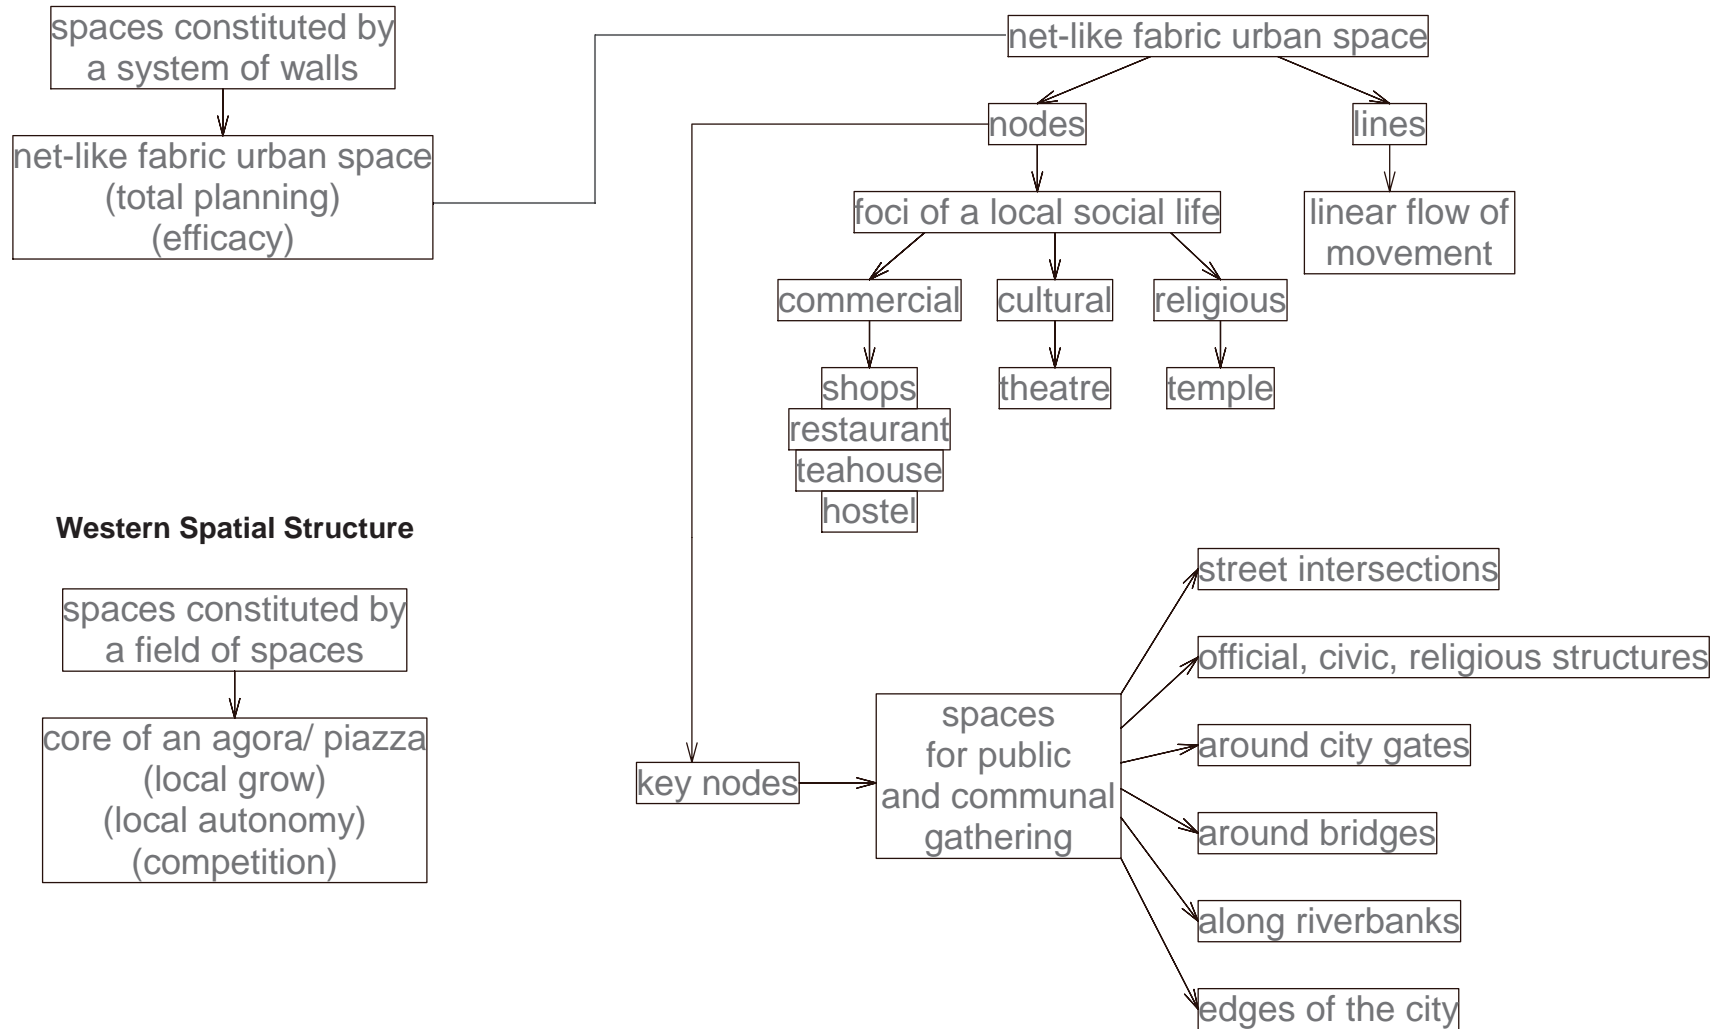 spaces constituted by
a system of walls
net-like fabric urban space
(total planning)
(efficacy)
net-like fabric urban space
nodes
lines
foci of a local social life
linear flow of
movement
commercial
cultural
religious
shops
theatre
temple
restaurant
teahouse
hostel
Western Spatial Structure
spaces constituted by
a field of spaces
core of an agora/ piazza
(local grow)
(local autonomy)
(competition)
key nodes
spaces
for public
and communal
gathering
street intersections
official, civic, religious structures
around city gates
around bridges
along riverbanks
edges of the city